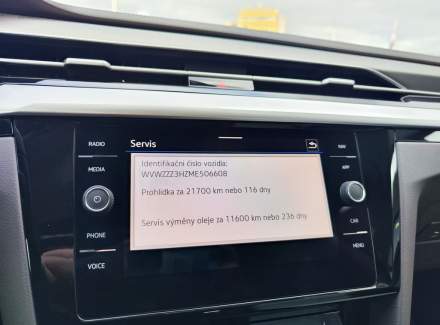 RADIO
Servis
NAV
Identifikační číslo vozidla:
WVWZZZ3HZME506608
MEDIA
APP
Prohlídka za 21700 km nebo 116 dny
CAR
Servis výměny oleje za 11600 km nebo 236 dny
PHONE
MENU
VOICE